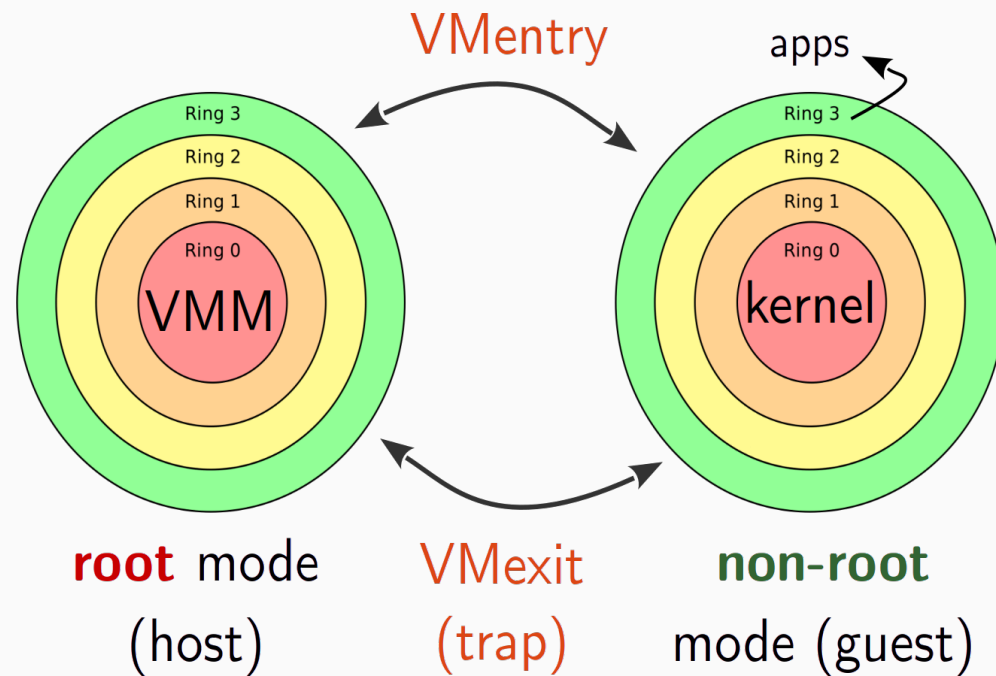 VMentry
apps
Ring 3
Ring 2
Ring 1
Ring 0
VMM
Ring 3
Ring 2
Ring 1
Ring 0
kernel
root mode
(host)
VMexit
(trap)
non-root
mode (guest)